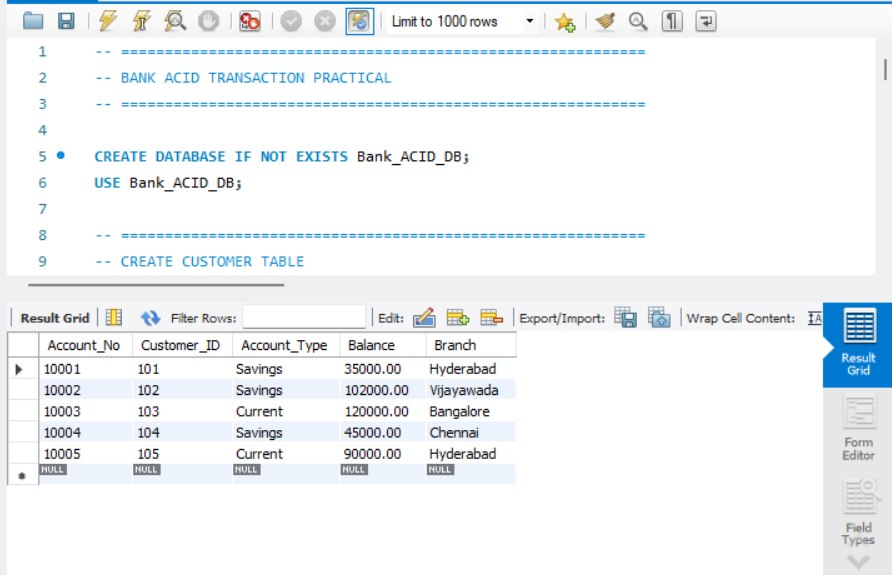 Limit to 1000 rows
1 -- ============================================================
2 -- BANK ACID TRANSACTION PRACTICAL
3 -- ============================================================
4
5 CREATE DATABASE IF NOT EXISTS Bank_ACID_DB;
6 USE Bank_ACID_DB;
7
8 -- ============================================================
9 -- CREATE CUSTOMER TABLE
Result Grid Filter Rows: Edit: Export/Import: Wrap Cell Content: IA
Account_No Customer_ID Account_Type Balance Branch
10001 101 Savings 35000.00 Hyderabad
10002 102 Savings 102000.00 Vijayawada
10003 103 Current 120000.00 Bangalore
10004 104 Savings 45000.00 Chennai
10005 105 Current 90000.00 Hyderabad
NULL NULL NULL NULL NULL
Result
Grid
Form
Editor
Field
Types